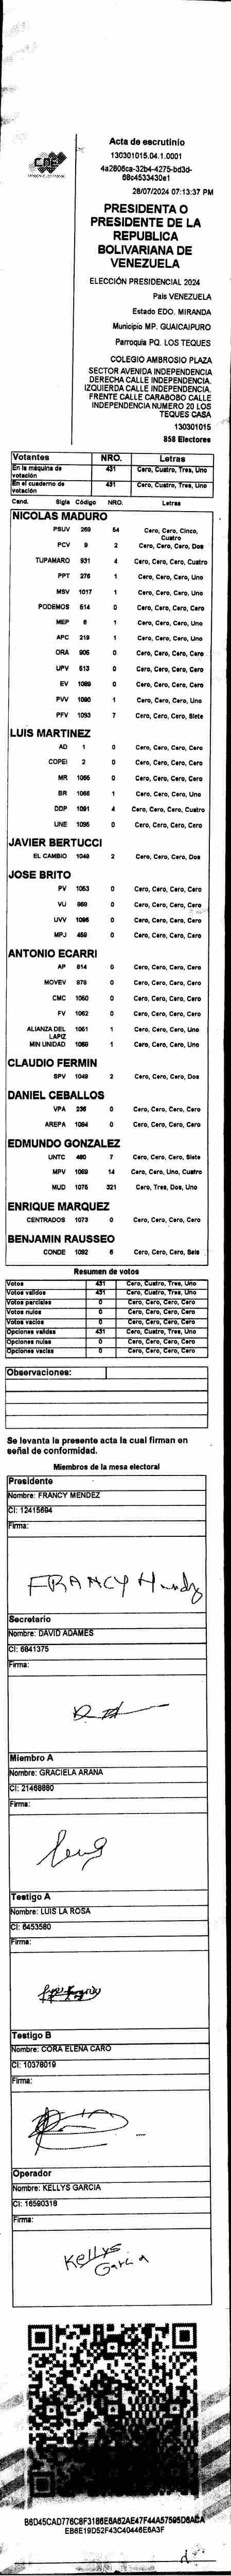 CNE
Acta de escrutinio
130301015.04.1.0001
4a2806ca-32b4-4275-bd3d-
68c4533430e1
28/07/2024 07:13:37 PM
PRESIDENTA O
PRESIDENTE DE LA
REPUBLICA
BOLIVARIANA DE
VENEZUELA
ELECCIÓN PRESIDENCIAL 2024
País VENEZUELA
Estado EDO. MIRANDA
Municipio MP. GUAICAIPURO
Parroquia PQ. LOS TEQUES
COLEGIO AMBROSIO PLAZA
SECTOR AVENIDA INDEPENDENCIA
DERECHA CALLE INDEPENDENCIA.
IZQUIERDA CALLE INDEPENDENCIA.
FRENTE CALLE CARABOBO CALLE
INDEPENDENCIA NUMERO 20 LOS
TEQUES CASA
130301015
858 Electores
Votantes NRO. Letras
En la máquina de votación 431 Cero, Cuatro, Tres, Uno
En el cuaderno de votación 431 Cero, Cuatro, Tres, Uno
Cand. Sigla Código NRO. Letras
NICOLAS MADURO
PSUV 269 54 Cero, Cero, Cinco, Cuatro
PCV 9 2 Cero, Cero, Cero, Dos
TUPAMARO 931 4 Cero, Cero, Cero, Cuatro
PPT 276 1 Cero, Cero, Cero, Uno
MSV 1017 1 Cero, Cero, Cero, Uno
PODEMOS 514 0 Cero, Cero, Cero, Cero
MEP 6 1 Cero, Cero, Cero, Uno
APC 219 1 Cero, Cero, Cero, Uno
ORA 906 0 Cero, Cero, Cero, Cero
UPV 513 0 Cero, Cero, Cero, Cero
EV 1089 0 Cero, Cero, Cero, Cero
PVV 1090 1 Cero, Cero, Cero, Uno
PFV 1093 7 Cero, Cero, Cero, Siete
LUIS MARTINEZ
AD 1 0 Cero, Cero, Cero, Cero
COPEI 2 0 Cero, Cero, Cero, Cero
MR 1065 0 Cero, Cero, Cero, Cero
BR 1066 1 Cero, Cero, Cero, Uno
DDP 1091 4 Cero, Cero, Cero, Cuatro
UNE 1095 0 Cero, Cero, Cero, Cero
JAVIER BERTUCCI
EL CAMBIO 1048 2 Cero, Cero, Cero, Dos
JOSE BRITO
PV 1053 0 Cero, Cero, Cero, Cero
VU 869 0 Cero, Cero, Cero, Cero
UVV 1096 0 Cero, Cero, Cero, Cero
MPJ 458 0 Cero, Cero, Cero, Cero
ANTONIO ECARRI
AP 814 0 Cero, Cero, Cero, Cero
MOVEV 978 0 Cero, Cero, Cero, Cero
CMC 1060 0 Cero, Cero, Cero, Cero
FV 1062 0 Cero, Cero, Cero, Cero
ALIANZA DEL LAPIZ 1051 1 Cero, Cero, Cero, Uno
MIN UNIDAD 1059 1 Cero, Cero, Cero, Uno
CLAUDIO FERMIN
SPV 1049 2 Cero, Cero, Cero, Dos
DANIEL CEBALLOS
VPA 236 0 Cero, Cero, Cero, Cero
AREPA 1094 0 Cero, Cero, Cero, Cero
EDMUNDO GONZALEZ
UNTC 460 7 Cero, Cero, Cero, Siete
MPV 1069 14 Cero, Cero, Uno, Cuatro
MUD 1075 321 Cero, Tres, Dos, Uno
ENRIQUE MARQUEZ
CENTRADOS 1073 0 Cero, Cero, Cero, Cero
BENJAMIN RAUSSEO
CONDE 1092 6 Cero, Cero, Cero, Seis
Resumen de votos
Votos 431 Cero, Cuatro, Tres, Uno
Votos validos 431 Cero, Cuatro, Tres, Uno
Votos parciales 0 Cero, Cero, Cero, Cero
Votos nulos 0 Cero, Cero, Cero, Cero
Votos vacios 0 Cero, Cero, Cero, Cero
Opciones validas 431 Cero, Cuatro, Tres, Uno
Opciones nulas 0 Cero, Cero, Cero, Cero
Opciones vacias 0 Cero, Cero, Cero, Cero
Observaciones:
Se levanta la presente acta la cual firman en
señal de conformidad.
Miembros de la mesa electoral
Presidente
Nombre: FRANCY MENDEZ
CI: 12415694
Firma:
FRANCY
Secretario
Nombre: DAVID ADAMES
CI: 6841375
Firma:
Miembro A
Nombre: GRACIELA ARANA
CI: 21468880
Firma:
Testigo A
Nombre: LUIS LA ROSA
CI: 6453580
Firma:
Testigo B
Nombre: CORA ELENA CARO
CI: 10378019
Firma:
Operador
Nombre: KELLYS GARCIA
CI: 16590318
Firma:
Kellys
Garcia
B6D45CAD776C8F3186E6A62AE47F44A57595D6ACA
EB6E19D52F43C40446E6A3F